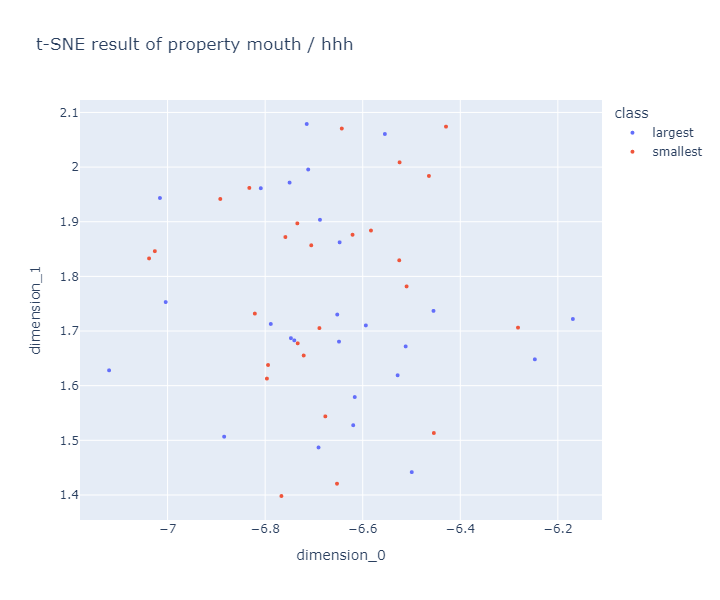 t-SNE result of property mouth / hhh
class
largest
smallest
2.1
2
1.9
1.8
1.7
1.6
1.5
1.4
dimension_1
−7
−6.8
−6.6
−6.4
−6.2
dimension_0